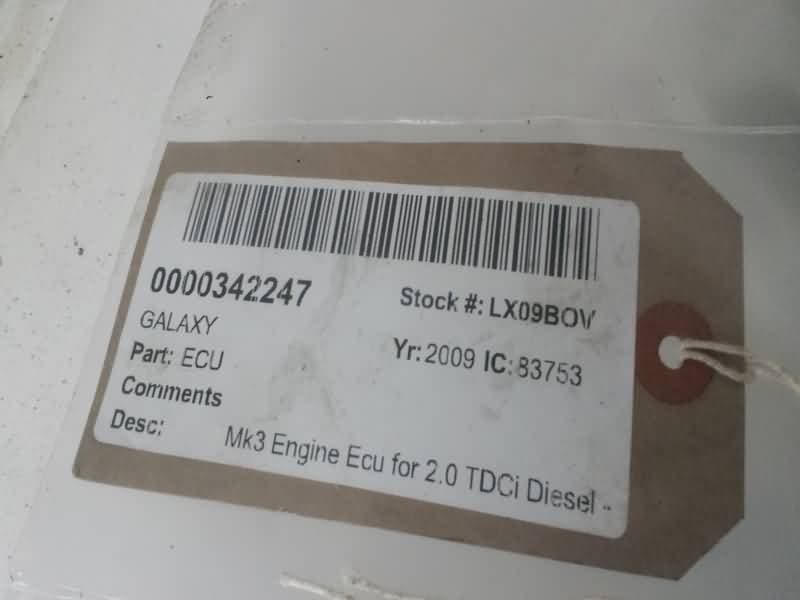 0000342247 Stock #: LX09BOV
GALAXY
Part: ECU Yr: 2009 IC: 83753
Comments
Desc: Mk3 Engine Ecu for 2.0 TDCi Diesel -